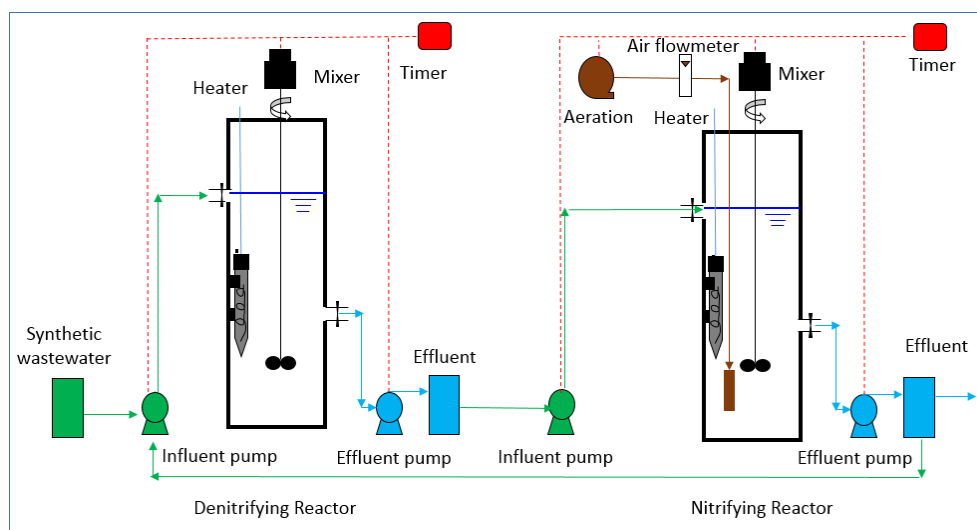 Air flowmeter
Timer
Mixer
Heater
Timer
Mixer
Aeration
Heater
Synthetic
wastewater
Effluent
Effluent
Influent pump
Effluent pump
Influent pump
Effluent pump
Denitrifying Reactor
Nitrifying Reactor